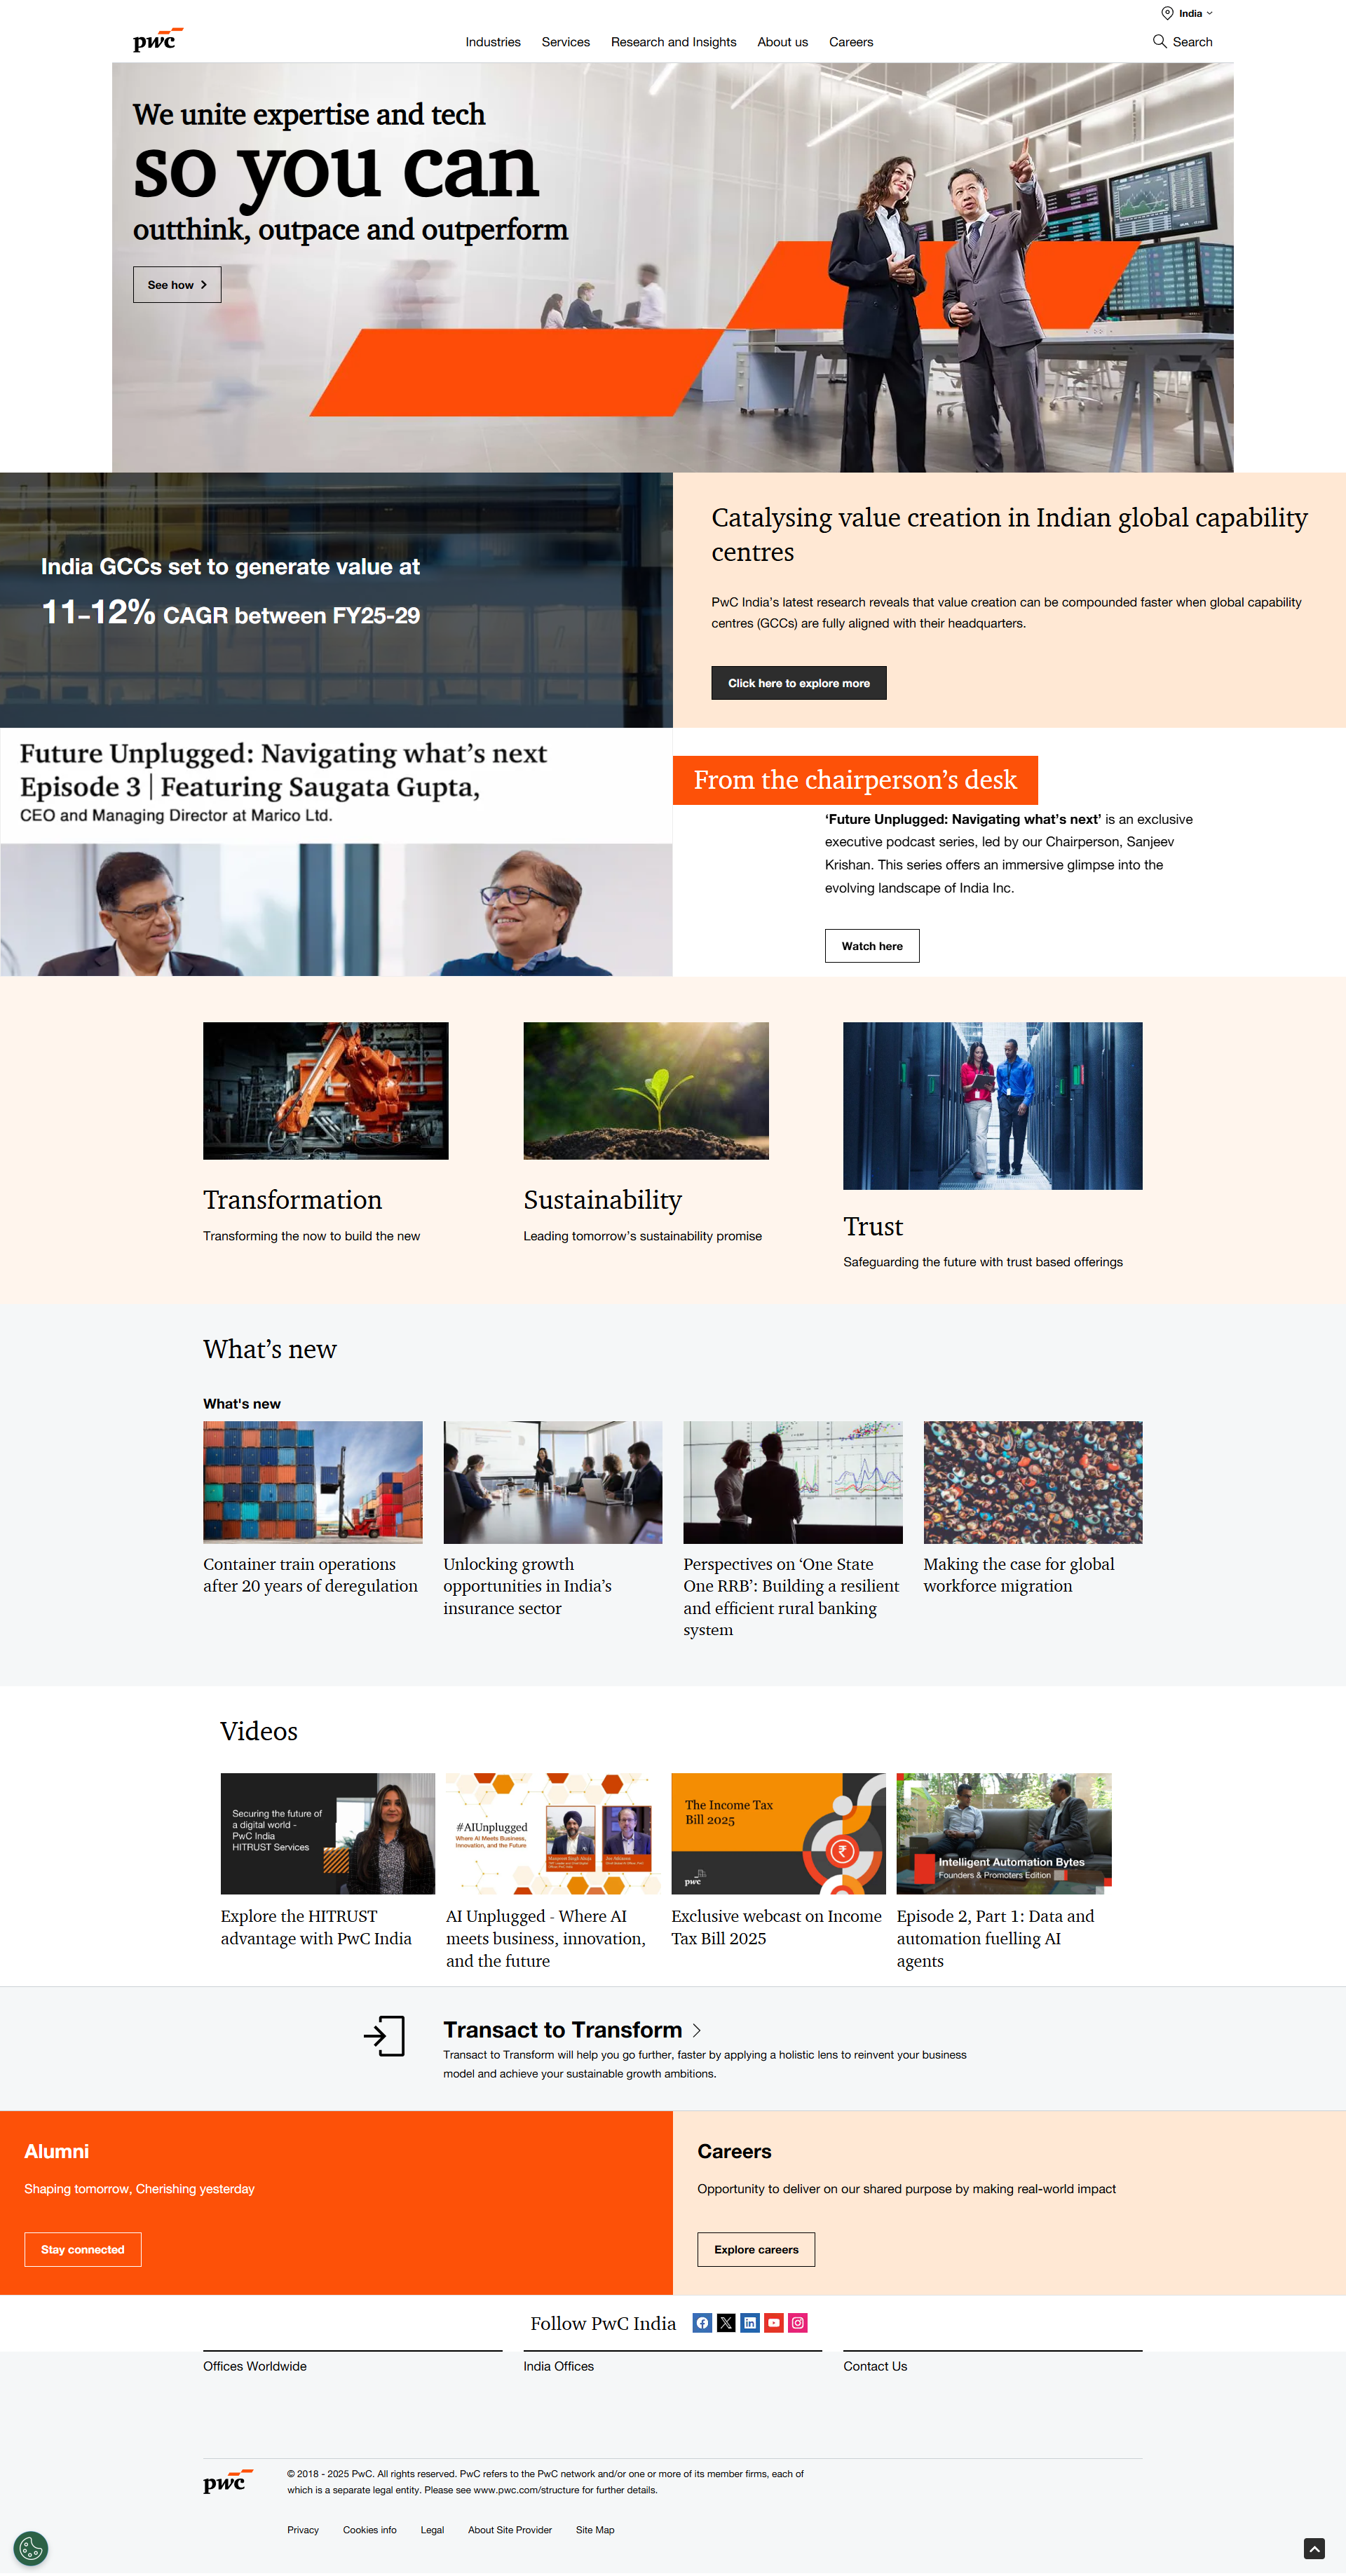 India
pwc
Industries Services Research and Insights About us Careers
Search
We unite expertise and tech
so you can
outthink, outpace and outperform
See how
India GCCs set to generate value at
11–12% CAGR between FY25-29
Catalysing value creation in Indian global capability
centres
PwC India’s latest research reveals that value creation can be compounded faster when global capability
centres (GCCs) are fully aligned with their headquarters.
Click here to explore more
Future Unplugged: Navigating what’s next
Episode 3 | Featuring Saugata Gupta,
CEO and Managing Director at Marico Ltd.
From the chairperson’s desk
‘Future Unplugged: Navigating what’s next’ is an exclusive
executive podcast series, led by our Chairperson, Sanjeev
Krishan. This series offers an immersive glimpse into the
evolving landscape of India Inc.
Watch here
Transformation
Transforming the now to build the new
Sustainability
Leading tomorrow’s sustainability promise
Trust
Safeguarding the future with trust based offerings
What’s new
What's new
Container train operations
after 20 years of deregulation
Unlocking growth
opportunities in India’s
insurance sector
Perspectives on ‘One State
One RRB’: Building a resilient
and efficient rural banking
system
Making the case for global
workforce migration
Videos
Securing the future of
a digital world -
PwC India
HITRUST Services
Explore the HITRUST
advantage with PwC India
#AIUnplugged
Where AI Meets Business,
Innovation, and the Future
AI Unplugged - Where AI
meets business, innovation,
and the future
The Income Tax
Bill 2025
₹
pwc
Exclusive webcast on Income
Tax Bill 2025
Intelligent Automation Bytes
Founders & Promoters Edition
Episode 2, Part 1: Data and
automation fuelling AI
agents
Transact to Transform
Transact to Transform will help you go further, faster by applying a holistic lens to reinvent your business
model and achieve your sustainable growth ambitions.
Alumni
Shaping tomorrow, Cherishing yesterday
Stay connected
Careers
Opportunity to deliver on our shared purpose by making real-world impact
Explore careers
Follow PwC India
Offices Worldwide
India Offices
Contact Us
pwc
© 2018 - 2025 PwC. All rights reserved. PwC refers to the PwC network and/or one or more of its member firms, each of
which is a separate legal entity. Please see www.pwc.com/structure for further details.
Privacy Cookies info Legal About Site Provider Site Map